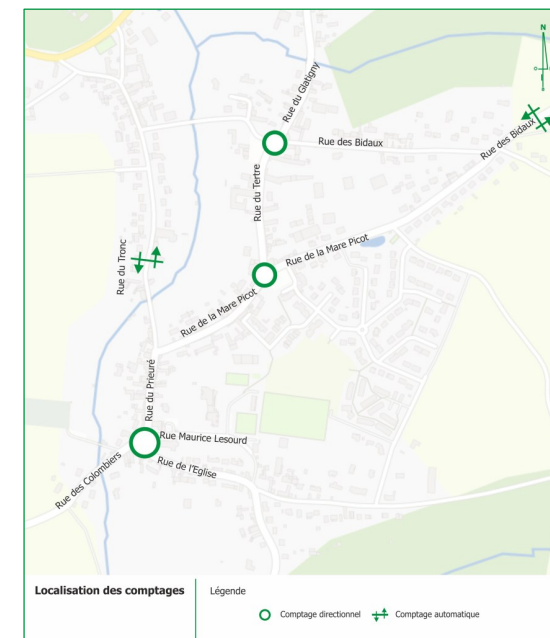 N
Rue du Glatigny
Rue des Bidaux
Rue des Bidaux
Rue du Tertre
Rue de la Mare Picot
Rue du Tronc
Rue de la Mare Picot
Rue du Prieuré
Rue Maurice Lesourd
Rue de l'Eglise
Rue des Colombiers
Localisation des comptages
Légende
Comptage directionnel
Comptage automatique